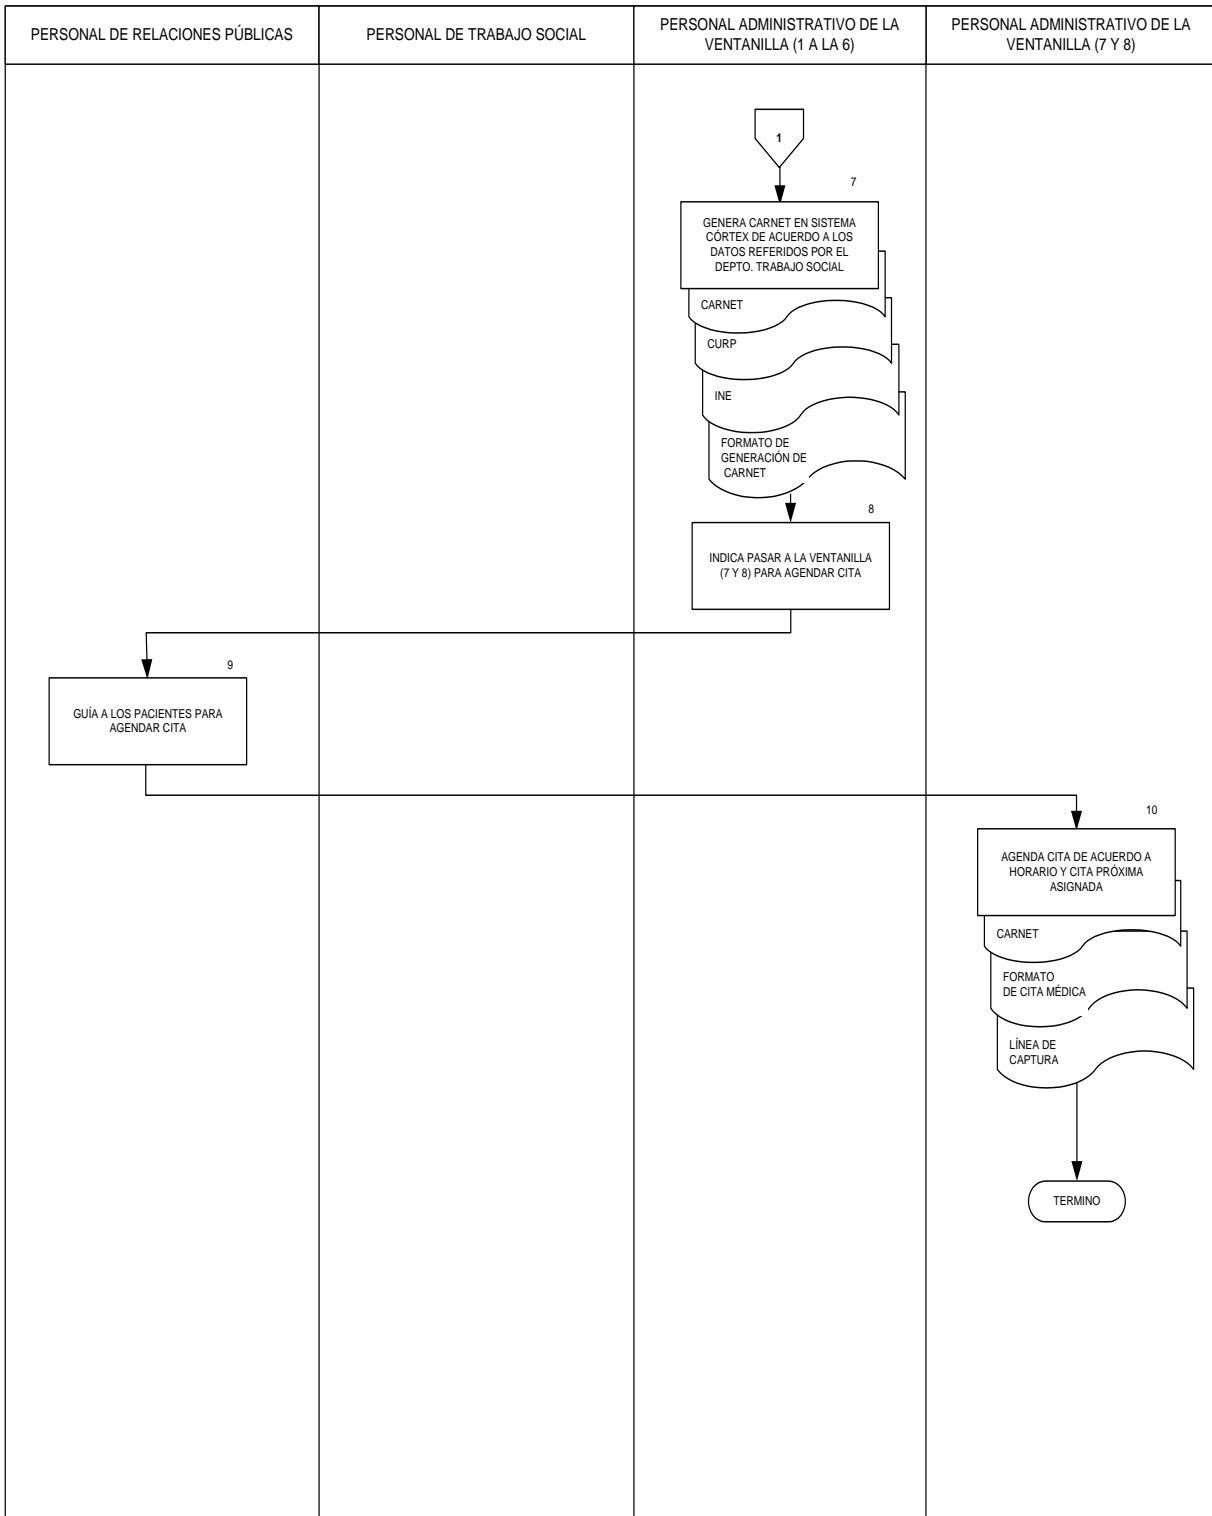 PERSONAL DE RELACIONES PÚBLICAS
PERSONAL DE TRABAJO SOCIAL
PERSONAL ADMINISTRATIVO DE LA
VENTANILLA (1 A LA 6)
PERSONAL ADMINISTRATIVO DE LA
VENTANILLA (7 Y 8)
1
7
GENERA CARNET EN SISTEMA
CÓRTEX DE ACUERDO A LOS
DATOS REFERIDOS POR EL
DEPTO. TRABAJO SOCIAL
CARNET
CURP
INE
FORMATO DE
GENERACIÓN DE
CARNET
8
INDICA PASAR A LA VENTANILLA
(7 Y 8) PARA AGENDAR CITA
9
GUÍA A LOS PACIENTES PARA
AGENDAR CITA
10
AGENDA CITA DE ACUERDO A
HORARIO Y CITA PRÓXIMA
ASIGNADA
CARNET
FORMATO
DE CITA MÉDICA
LÍNEA DE
CAPTURA
TERMINO